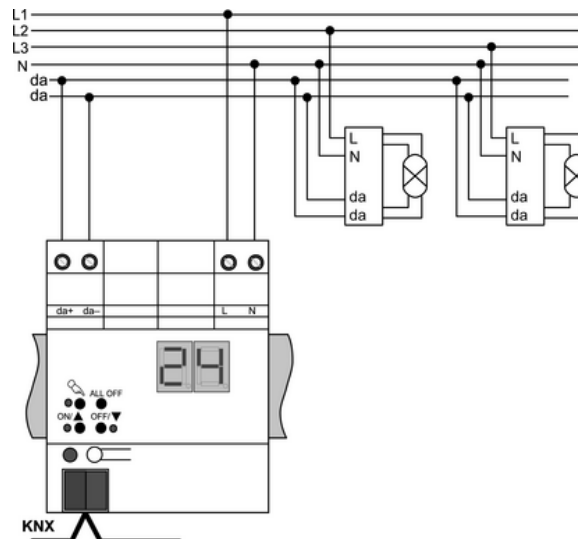 L1
L2
L3
N
da
da
L
N
da
da
L
N
da
da
da+ da– L N
24
ALL OFF
ON/▲ OFF/▼
KNX